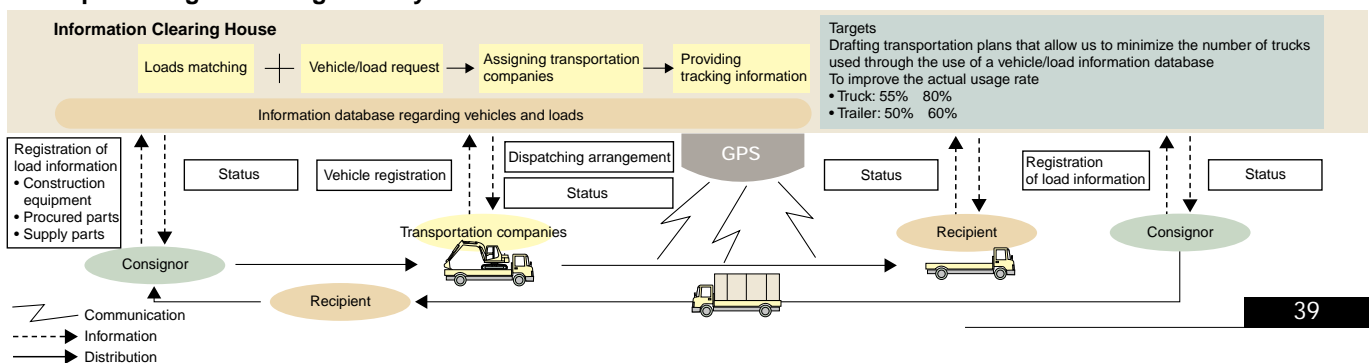 Information Clearing House
Loads matching
Vehicle/load request
Assigning transportation
companies
Providing
tracking information
Information database regarding vehicles and loads
Targets
Drafting transportation plans that allow us to minimize the number of trucks
used through the use of a vehicle/load information database
To improve the actual usage rate
• Truck: 55% 80%
• Trailer: 50% 60%
Registration of
load information
• Construction
equipment
• Procured parts
• Supply parts
Status
Vehicle registration
Dispatching arrangement
Status
GPS
Status
Registration
of load information
Status
Consignor
Transportation companies
Recipient
Consignor
Recipient
Communication
Information
Distribution
39